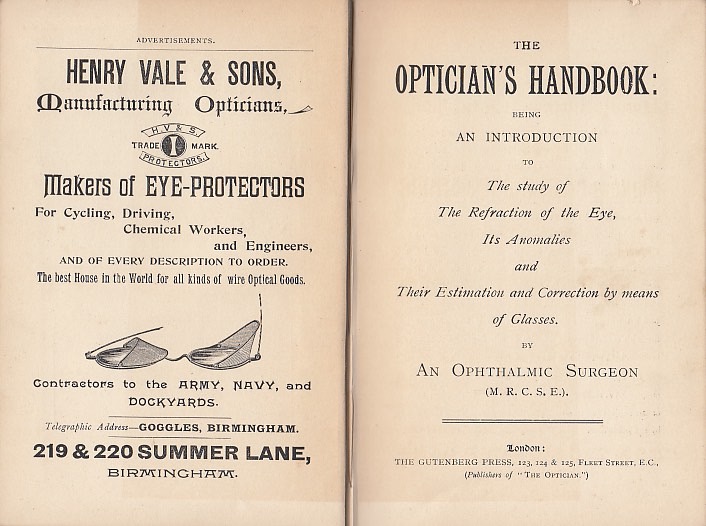 ADVERTISEMENTS.
HENRY VALE & SONS,
Manufacturing Opticians,
H.V & S.
TRADE MARK.
PROTECTORS.
Makers of EYE-PROTECTORS
For Cycling, Driving,
Chemical Workers,
and Engineers,
AND OF EVERY DESCRIPTION TO ORDER.
The best House in the World for all kinds of wire Optical Goods.
Contractors to the ARMY, NAVY, and
DOCKYARDS.
Telegraphic Address—GOGGLES, BIRMINGHAM.
219 & 220 SUMMER LANE,
BIRMINGHAM.
THE
OPTICIAN'S HANDBOOK:
BEING
AN INTRODUCTION
TO
The study of
The Refraction of the Eye,
Its Anomalies
and
Their Estimation and Correction by means
of Glasses.
BY
AN OPHTHALMIC SURGEON
(M. R. C. S. E.).
London:
THE GUTENBERG PRESS, 123, 124 & 125, FLEET STREET, E.C.,
(Publishers of "THE OPTICIAN.")